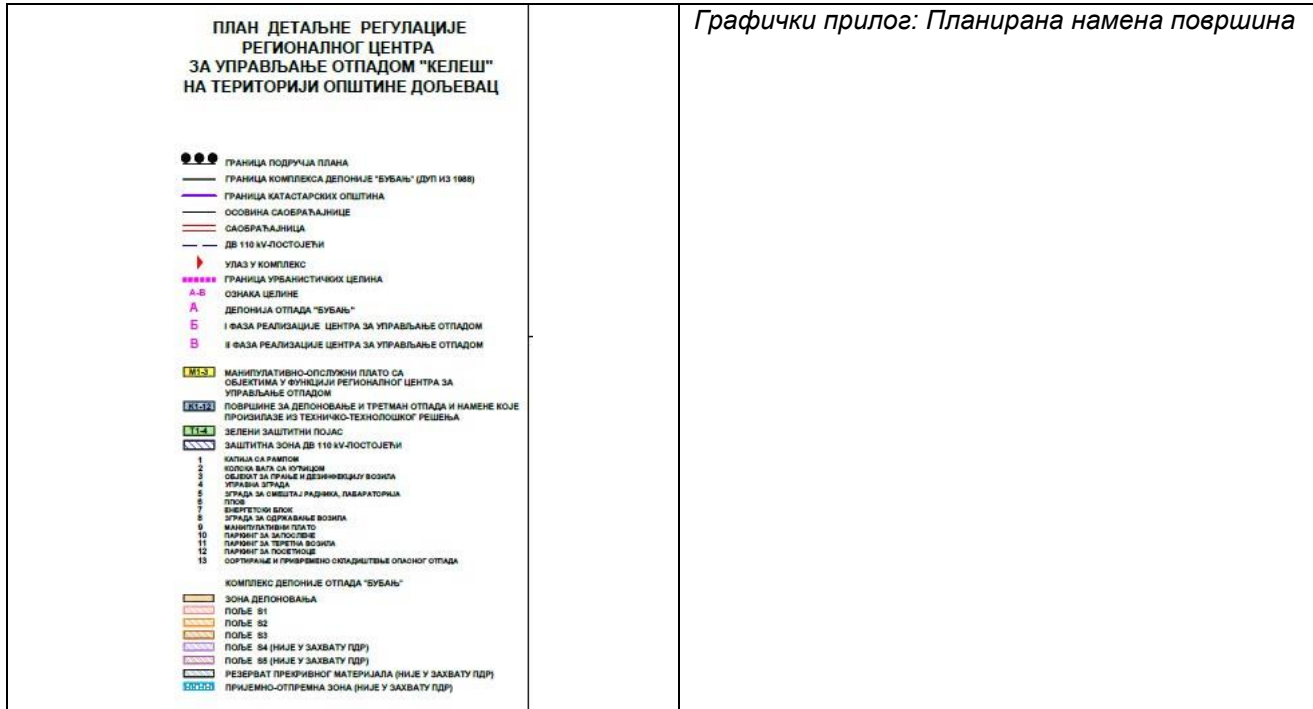 ПЛАН ДЕТАЉНЕ РЕГУЛАЦИЈЕ
РЕГИОНАЛНОГ ЦЕНТРА
ЗА УПРАВЉАЊЕ ОТПАДОМ "КЕЛЕШ"
НА ТЕРИТОРИЈИ ОПШТИНЕ ДОЉЕВАЦ
ГРАНИЦА ПОДРУЧЈА ПЛАНА
ГРАНИЦА КОМПЛЕКСА ДЕПОНИЈЕ "БУБАЊ" (ДУП ИЗ 1988)
ГРАНИЦА КАТАСТАРСКИХ ОПШТИНА
ОСОВИНА САОБРАЋАЈНИЦЕ
САОБРАЋАЈНИЦА
ДВ 110 kV-ПОСТОЈЕЋИ
УЛАЗ У КОМПЛЕКС
ГРАНИЦА УРБАНИСТИЧКИХ ЦЕЛИНА
А-В ОЗНАКА ЦЕЛИНЕ
А ДЕПОНИЈА ОТПАДА "БУБАЊ"
Б I ФАЗА РЕАЛИЗАЦИЈЕ ЦЕНТРА ЗА УПРАВЉАЊЕ ОТПАДОМ
В II ФАЗА РЕАЛИЗАЦИЈЕ ЦЕНТРА ЗА УПРАВЉАЊЕ ОТПАДОМ
М1-3 МАНИПУЛАТИВНО-ОПСЛУЖНИ ПЛАТО СА
ОБЈЕКТИМА У ФУНКЦИЈИ РЕГИОНАЛНОГ ЦЕНТРА ЗА
УПРАВЉАЊЕ ОТПАДОМ
К1-12 ПОВРШИНЕ ЗА ДЕПОНОВАЊЕ И ТРЕТМАН ОТПАДА И НАМЕНЕ КОЈЕ
ПРОИЗИЛАЗЕ ИЗ ТЕХНИЧКО-ТЕХНОЛОШКОГ РЕШЕЊА
Т1-4 ЗЕЛЕНИ ЗАШТИТНИ ПОЈАС
ЗАШТИТНА ЗОНА ДВ 110 kV-ПОСТОЈЕЋИ
1 КАПИЈА СА РАМПОМ
2 КОЛСКА ВАГА СА КУЋИЦОМ
3 ОБЈЕКАТ ЗА ПРАЊЕ И ДЕЗИНФЕКЦИЈУ ВОЗИЛА
4 УПРАВНА ЗГРАДА
5 ЗГРАДА ЗА СМЕШТАЈ РАДНИКА, ЛАБАРАТОРИЈА
6 ППОВ
7 ЕНЕРГЕТСКИ БЛОК
8 ЗГРАДА ЗА ОДРЖАВАЊЕ ВОЗИЛА
9 МАНИПУЛАТИВНИ ПЛАТО
10 ПАРКИНГ ЗА ЗАПОСЛЕНЕ
11 ПАРКИНГ ЗА ТЕРЕТНА ВОЗИЛА
12 ПАРКИНГ ЗА ПОСЕТИОЦЕ
13 СОРТИРАЊЕ И ПРИВРЕМЕНО СКЛАДИШТЕЊЕ ОПАСНОГ ОТПАДА
КОМПЛЕКС ДЕПОНИЈЕ ОТПАДА "БУБАЊ"
ЗОНА ДЕПОНОВАЊА
ПОЉЕ S1
ПОЉЕ S2
ПОЉЕ S3
ПОЉЕ S4 (НИЈЕ У ЗАХВАТУ ПДР)
ПОЉЕ S5 (НИЈЕ У ЗАХВАТУ ПДР)
РЕЗЕРВАТ ПРЕКРИВНОГ МАТЕРИЈАЛА (НИЈЕ У ЗАХВАТУ ПДР)
ПРИЈЕМНО-ОТПРЕМНА ЗОНА (НИЈЕ У ЗАХВАТУ ПДР)
Графички прилог: Планирана намена површина